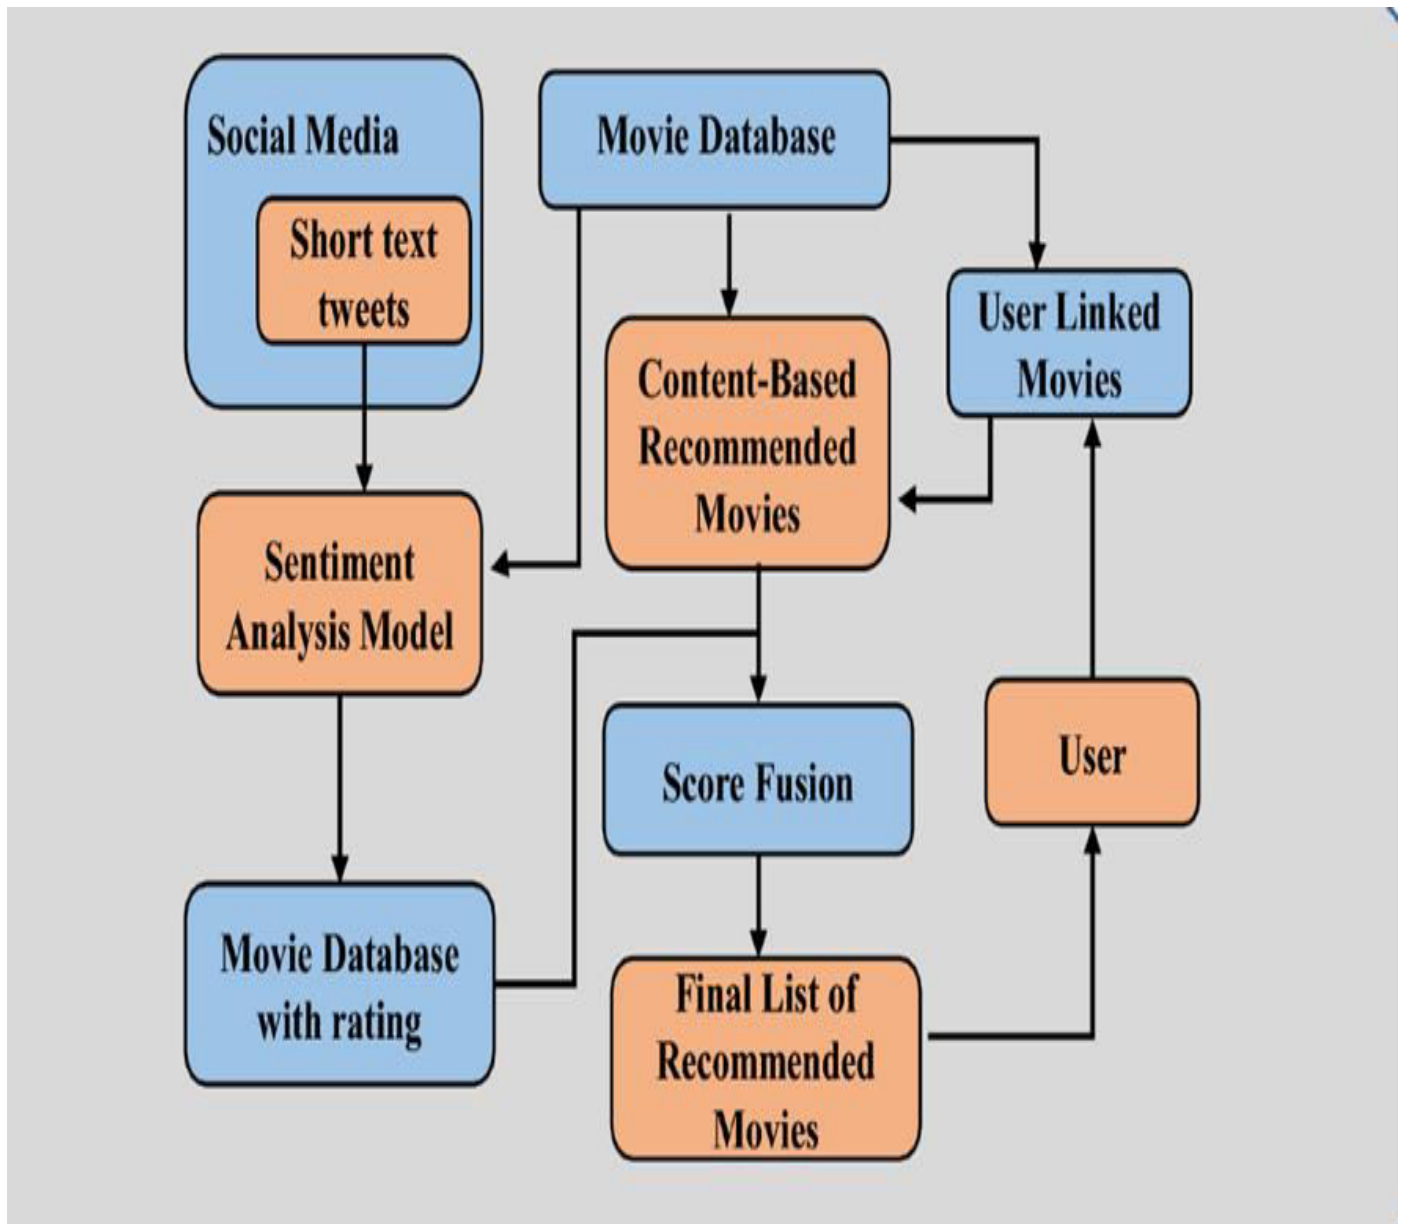 Social Media
Short text
tweets
Movie Database
User Linked
Movies
Content-Based
Recommended
Movies
Sentiment
Analysis Model
Score Fusion
User
Movie Database
with rating
Final List of
Recommended
Movies